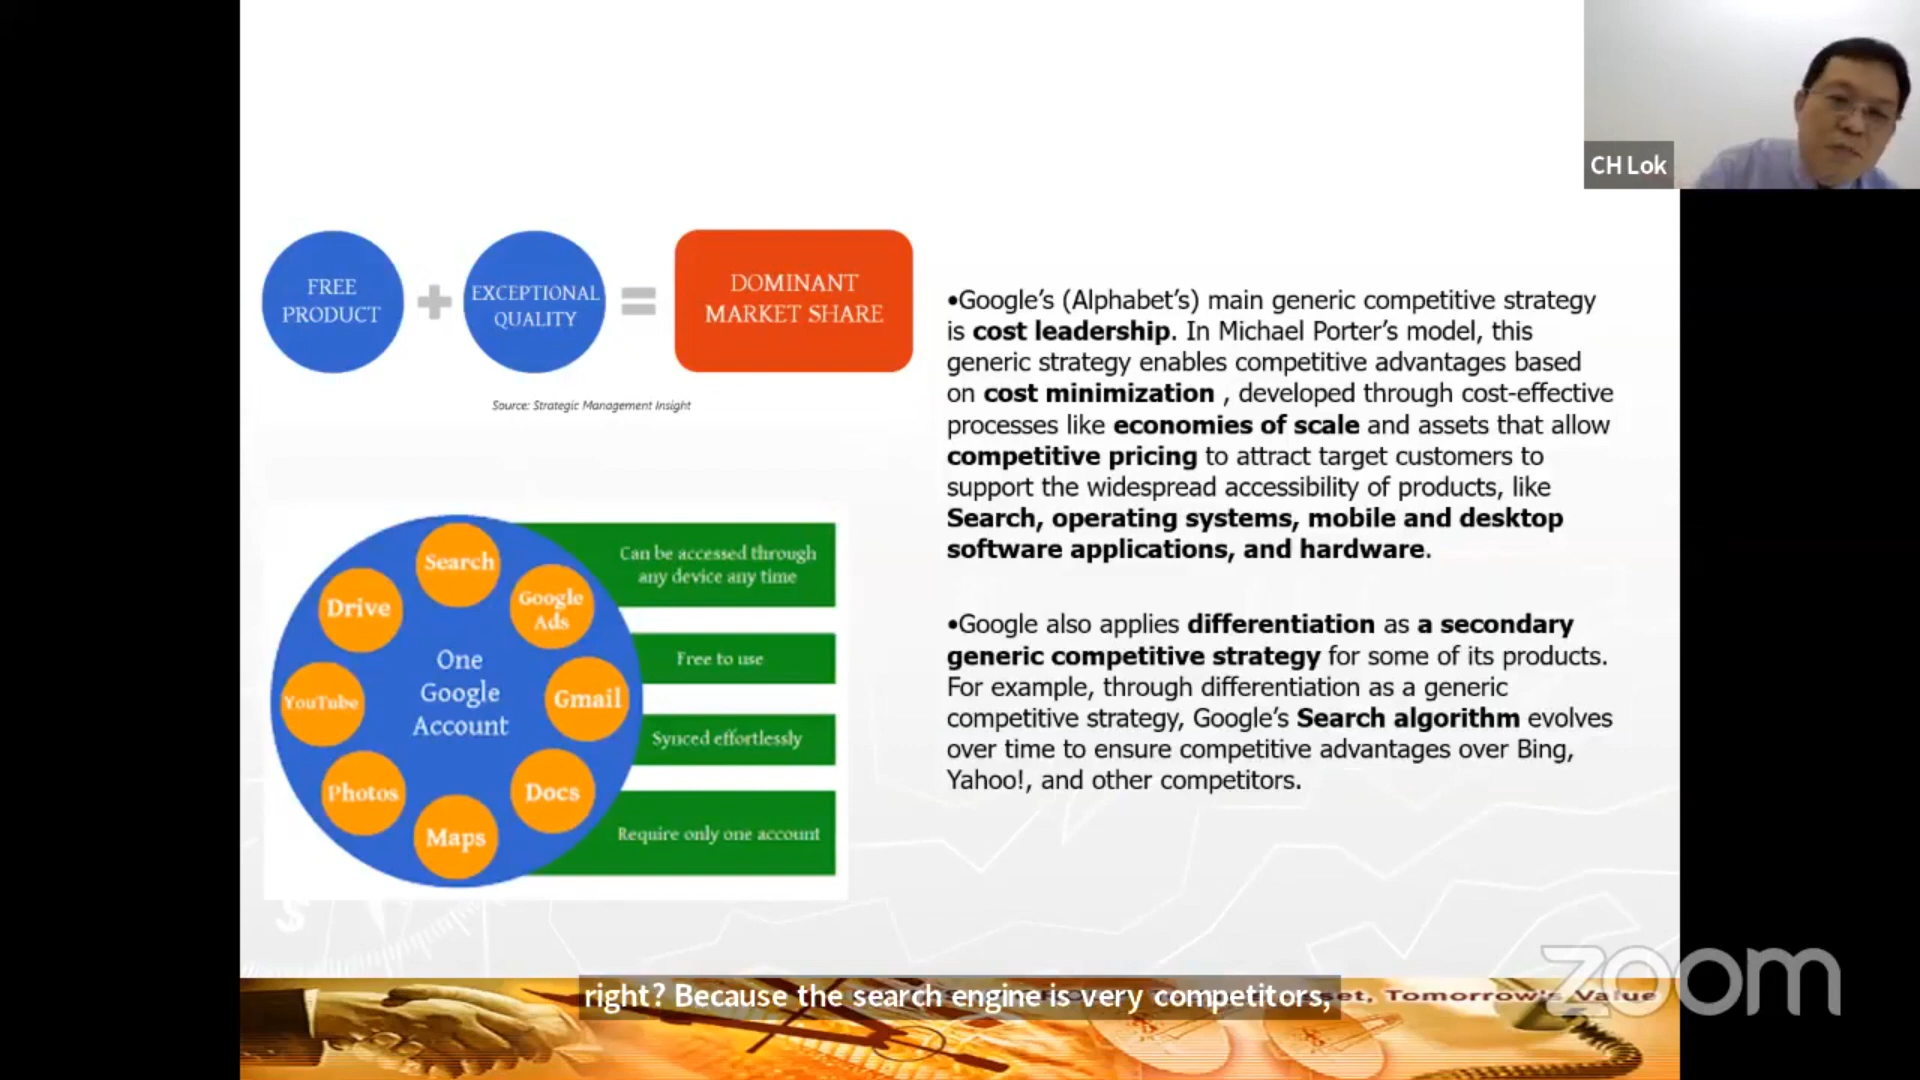 CH Lok
FREE
PRODUCT
EXCEPTIONAL
QUALITY
DOMINANT
MARKET SHARE
Source: Strategic Management Insight
•Google's (Alphabet's) main generic competitive strategy
is cost leadership. In Michael Porter's model, this
generic strategy enables competitive advantages based
on cost minimization , developed through cost-effective
processes like economies of scale and assets that allow
competitive pricing to attract target customers to
support the widespread accessibility of products, like
Search, operating systems, mobile and desktop
software applications, and hardware.
•Google also applies differentiation as a secondary
generic competitive strategy for some of its products.
For example, through differentiation as a generic
competitive strategy, Google's Search algorithm evolves
over time to ensure competitive advantages over Bing,
Yahoo!, and other competitors.
Search
Google
Ads
Gmail
Docs
Maps
Photos
YouTube
Drive
One
Google
Account
Can be accessed through
any device any time
Free to use
Synced effortlessly
Require only one account
Tomorrow's Value
right? Because the search engine is very competitors,
zoom